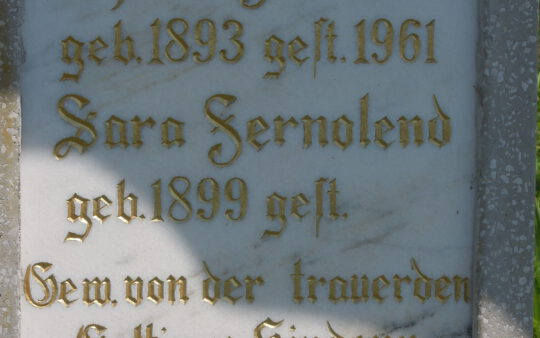 geb.1893 gest.1961
Sara Fernolend
geb.1899 gest.
Gew. von der trauerden